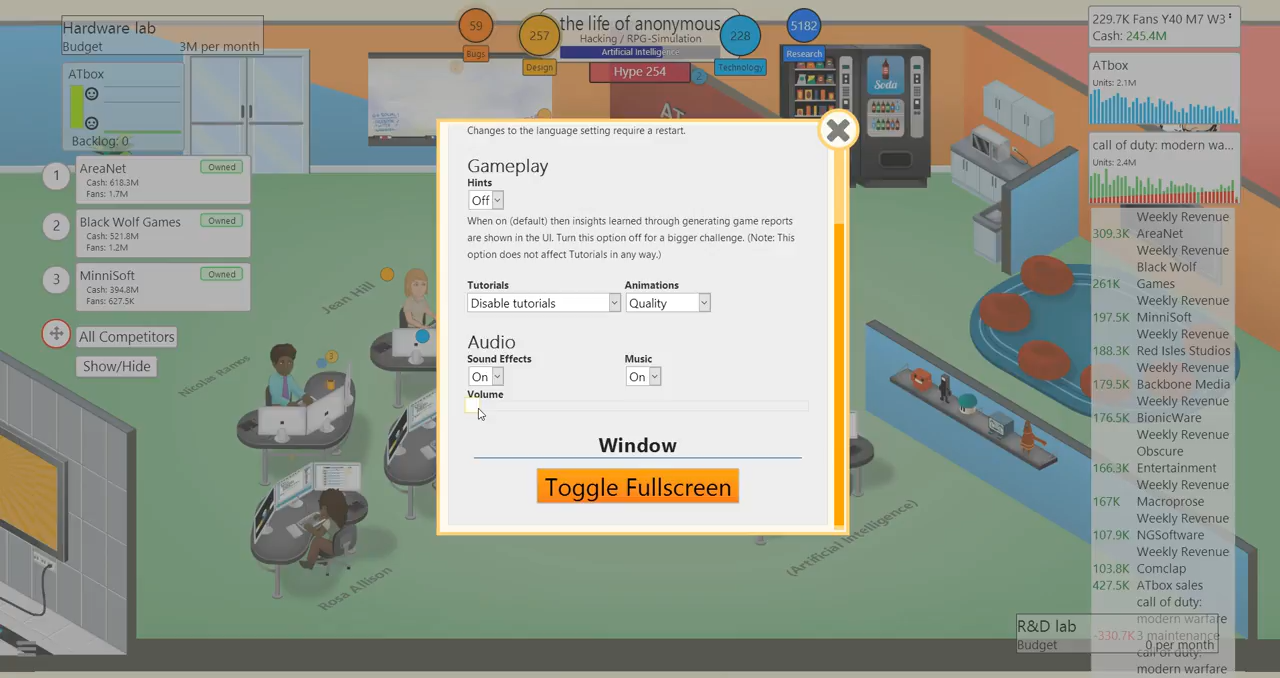 Hardware lab
Budget 3M per month
ATbox
Backlog: 0
1
AreaNet
Owned
Cash: 618.3M
Fans: 1.7M
2
Black Wolf Games
Owned
Cash: 521.8M
Fans: 1.2M
3
MinniSoft
Owned
Cash: 394.8M
Fans: 627.5K
All Competitors
Show/Hide
59
Bugs
257
Design
the life of anonymous
Hacking / RPG-Simulation
Artificial Intelligence
Hype 254
2
228
Technology
5182
Research
Soda
AT
Jean Hill
Nicolas Ramos
3
Rosa Allison
(Artificial Intelligence)
Changes to the language setting require a restart.
Gameplay
Hints
Off
When on (default) then insights learned through generating game reports
are shown in the UI. Turn this option off for a bigger challenge. (Note: This
option does not affect Tutorials in any way.)
Tutorials Animations
Disable tutorials Quality
Audio
Sound Effects Music
On On
Volume
Window
Toggle Fullscreen
229.7K Fans Y40 M7 W3
Cash: 245.4M
ATbox
Units: 2.1M
call of duty: modern wa...
Units: 2.4M
Weekly Revenue
309.3K AreaNet
Weekly Revenue
Black Wolf
261K Games
Weekly Revenue
197.5K MinniSoft
Weekly Revenue
188.3K Red Isles Studios
Weekly Revenue
179.5K Backbone Media
Weekly Revenue
176.5K BionicWare
Weekly Revenue
Obscure
166.3K Entertainment
Weekly Revenue
167K Macroprose
Weekly Revenue
107.9K NGSoftware
Weekly Revenue
103.8K Comclap
427.5K ATbox sales
call of duty:
modern warfare
-330.7K 3 maintenance
call of duty:
modern warfare
R&D lab
Budget 0 per month